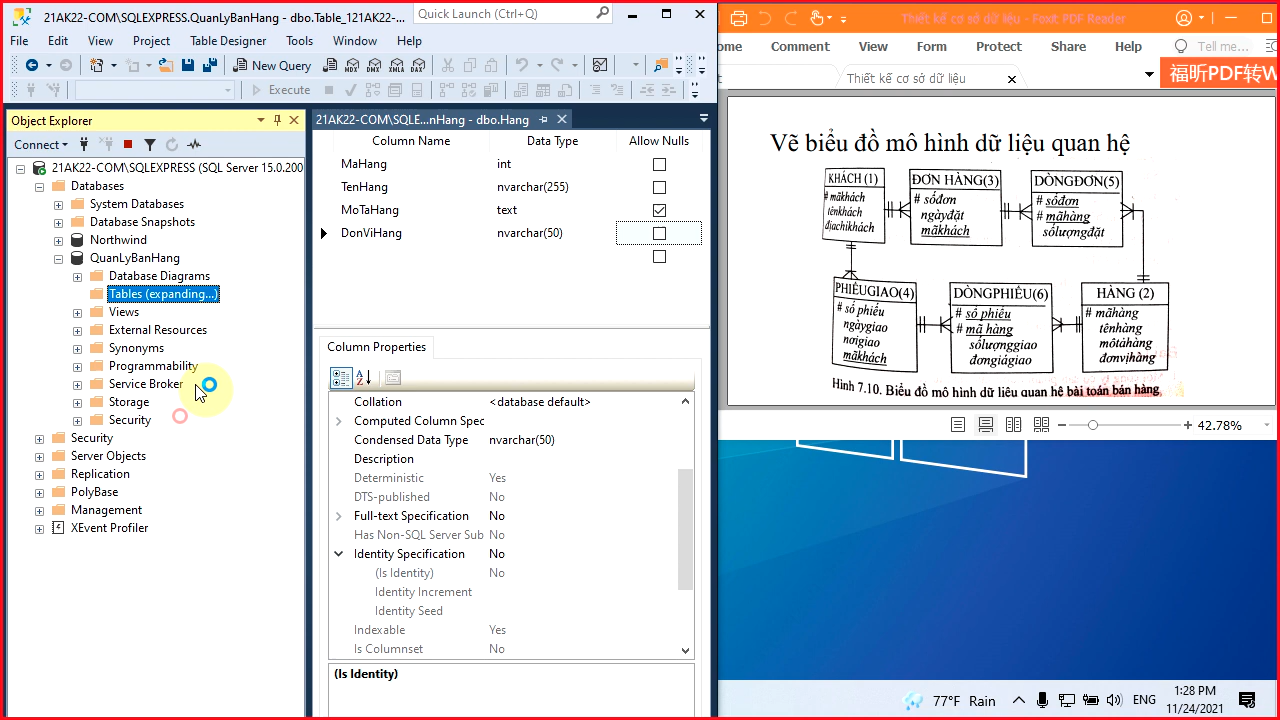 21AK22-COM\SQLEXPRESS.QuanLyBanHang - dbo.Table_121AK22-...
Quick Launch (Ctrl+Q)
File Edit View Project Table Designer Tools Window Help
New Query
MDX DMX XMLA DAX
Execute
Object Explorer
Connect
21AK22-COM\SQLEXPRESS (SQL Server 15.0.200
Databases
System Databases
Database Snapshots
Northwind
QuanLyBanHang
Database Diagrams
Tables (expanding...)
Views
External Resources
Synonyms
Programmability
Service Broker
Storage
Security
Security
Server Objects
Replication
PolyBase
Management
XEvent Profiler
21AK22-COM\SQLE...nHang - dbo.Hang
Column Name Data Type Allow Nulls
MaHang int
TenHang nvarchar(255)
MoTaHang text
DonViHang nvarchar(50)
Column Properties
Collation <database default>
Computed Column Spec
Condensed Data Type nvarchar(50)
Description
Deterministic Yes
DTS-published No
Full-text Specification No
Has Non-SQL Server Sub No
Identity Specification No
(Is Identity) No
Identity Increment
Identity Seed
Indexable Yes
Is Columnset No
(Is Identity)
Thiết kế cơ sở dữ liệu - Foxit PDF Reader
ome Comment View Form Protect Share Help Tell me...
Thiết kế cơ sở dữ liệu
福昕PDF转W
Vẽ biểu đồ mô hình dữ liệu quan hệ
KHÁCH (1)
# mãkhách
tênkhách
địachikhách
ĐƠN HÀNG(3)
# sốđơn
ngàyđặt
mãkhách
DÒNGĐƠN(5)
# sốđơn
# mãhàng
sốlượngđặt
PHIẾUGIAO(4)
# số phiếu
ngàygiao
nơigiao
mãkhách
DÒNGPHIẾU(6)
# số phiếu
# mã hàng
sốlượnggiao
đơngiágiao
HÀNG (2)
# mãhàng
tênhàng
môtảhàng
đơnvịhàng
Hình 7.10. Biểu đồ mô hình dữ liệu quan hệ bài toán bán hàng
42.78%
77°F Rain
ENG
1:28 PM
11/24/2021